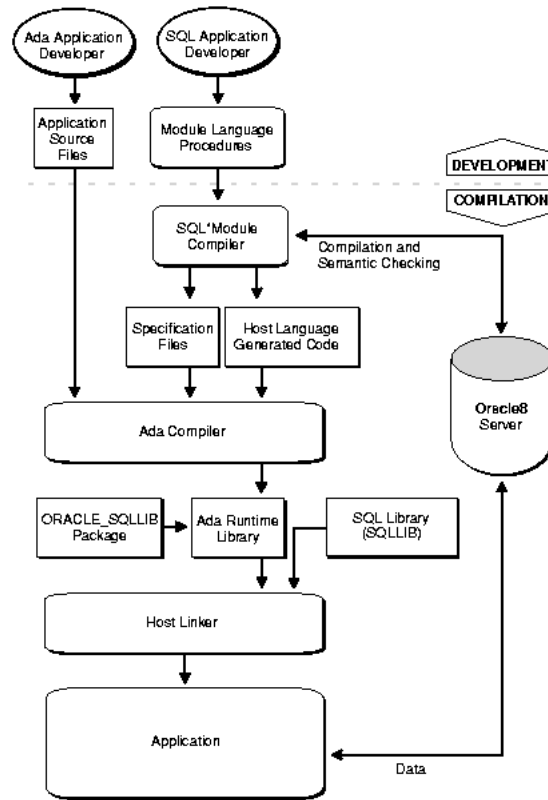 Ada Application
Developer
SQL Application
Developer
Application
Source
Files
Module Language
Procedures
DEVELOPMENT
COMPILATION
SQL*Module
Compiler
Compilation and
Semantic Checking
Specification
Files
Host Language
Generated Code
Oracle8
Server
Ada Compiler
ORACLE_SQLLIB
Package
Ada Runtime
Library
SQL Library
(SQLLIB)
Host Linker
Application
Data